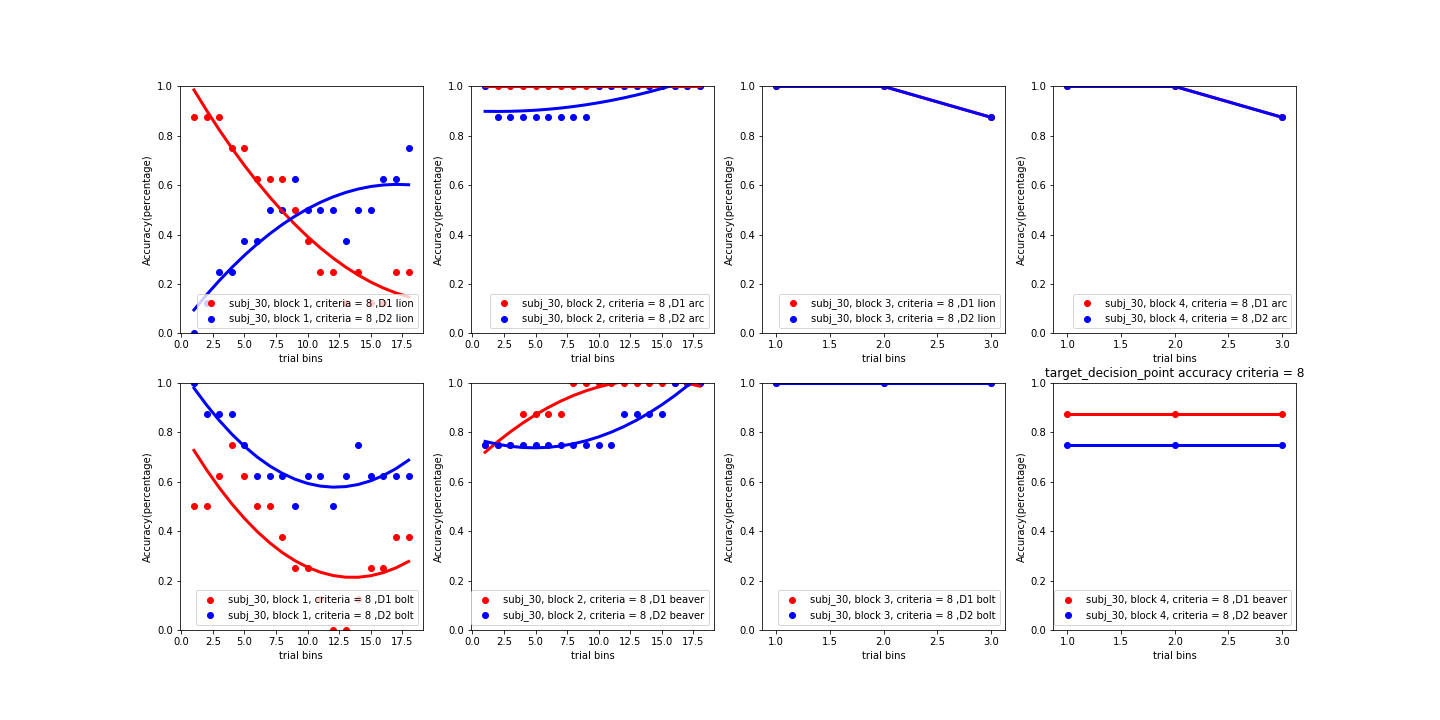 1.0
0.8
0.6
0.4
0.2
0.0
Accuracy(percentage)
subj_30, block 1, criteria = 8 ,D1 lion
subj_30, block 1, criteria = 8 ,D2 lion
0.0 2.5 5.0 7.5 10.0 12.5 15.0 17.5
trial bins
1.0
0.8
0.6
0.4
0.2
0.0
Accuracy(percentage)
subj_30, block 2, criteria = 8 ,D1 arc
subj_30, block 2, criteria = 8 ,D2 arc
0.0 2.5 5.0 7.5 10.0 12.5 15.0 17.5
trial bins
1.0
0.8
0.6
0.4
0.2
0.0
Accuracy(percentage)
subj_30, block 3, criteria = 8 ,D1 lion
subj_30, block 3, criteria = 8 ,D2 lion
1.0 1.5 2.0 2.5 3.0
trial bins
1.0
0.8
0.6
0.4
0.2
0.0
Accuracy(percentage)
subj_30, block 4, criteria = 8 ,D1 arc
subj_30, block 4, criteria = 8 ,D2 arc
1.0 1.5 2.0 2.5 3.0
trial bins
1.0
0.8
0.6
0.4
0.2
0.0
Accuracy(percentage)
subj_30, block 1, criteria = 8 ,D1 bolt
subj_30, block 1, criteria = 8 ,D2 bolt
0.0 2.5 5.0 7.5 10.0 12.5 15.0 17.5
trial bins
1.0
0.8
0.6
0.4
0.2
0.0
Accuracy(percentage)
subj_30, block 2, criteria = 8 ,D1 beaver
subj_30, block 2, criteria = 8 ,D2 beaver
0.0 2.5 5.0 7.5 10.0 12.5 15.0 17.5
trial bins
1.0
0.8
0.6
0.4
0.2
0.0
Accuracy(percentage)
subj_30, block 3, criteria = 8 ,D1 bolt
subj_30, block 3, criteria = 8 ,D2 bolt
1.0 1.5 2.0 2.5 3.0
trial bins
target_decision_point accuracy criteria = 8
1.0
0.8
0.6
0.4
0.2
0.0
Accuracy(percentage)
subj_30, block 4, criteria = 8 ,D1 beaver
subj_30, block 4, criteria = 8 ,D2 beaver
1.0 1.5 2.0 2.5 3.0
trial bins